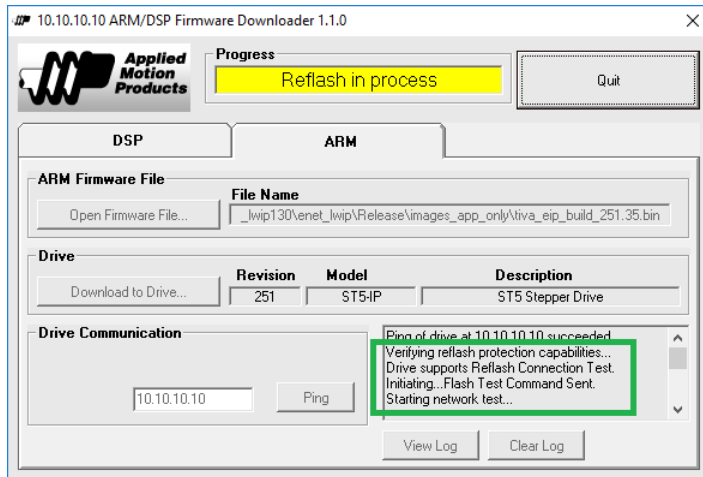 10.10.10.10 ARM/DSP Firmware Downloader 1.1.0
Applied
Motion
Products
Progress
Reflash in process
Quit
DSP
ARM
ARM Firmware File
File Name
Open Firmware File...
_lwip130\enet_lwip\Release\images_app_only\tiva_eip_build_251.35.bin
Drive
Revision
Model
Description
Download to Drive...
251
ST5-IP
ST5 Stepper Drive
Drive Communication
10.10.10.10
Ping
Ping of drive at 10.10.10.10 succeeded
Verifying reflash protection capabilities...
Drive supports Reflash Connection Test.
Initiating...Flash Test Command Sent.
Starting network test...
View Log
Clear Log